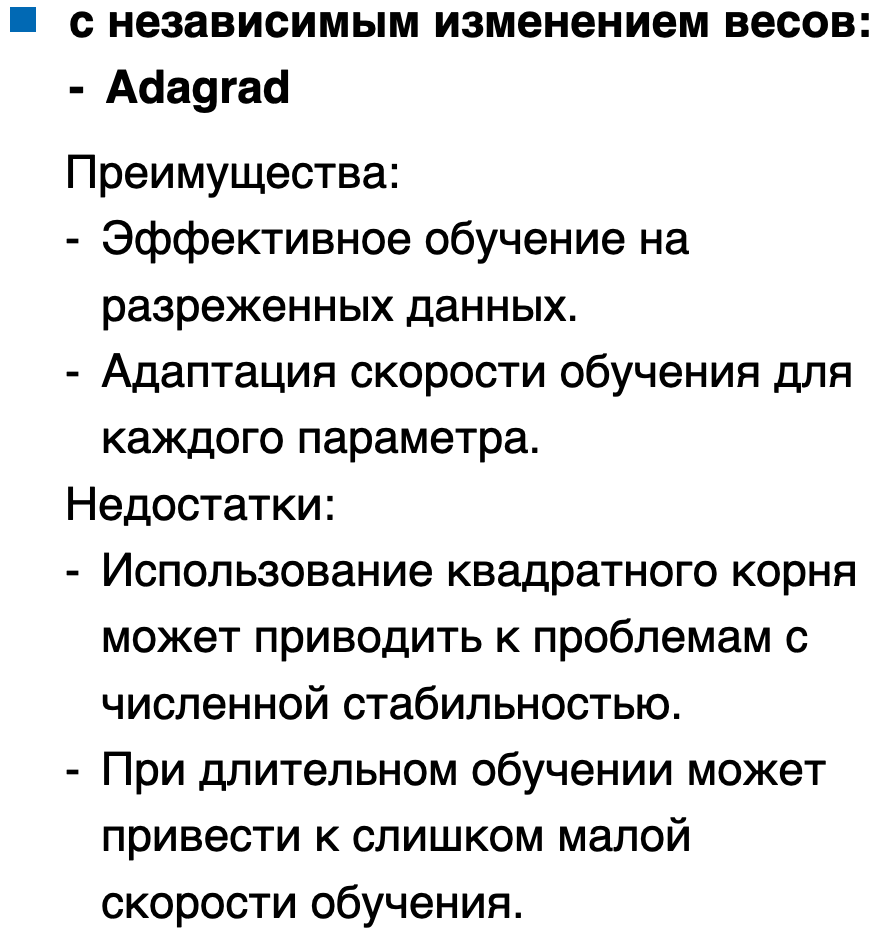 с независимым изменением весов:
- Adagrad
Преимущества:
- Эффективное обучение на
разреженных данных.
- Адаптация скорости обучения для
каждого параметра.
Недостатки:
- Использование квадратного корня
может приводить к проблемам с
численной стабильностью.
- При длительном обучении может
привести к слишком малой
скорости обучения.